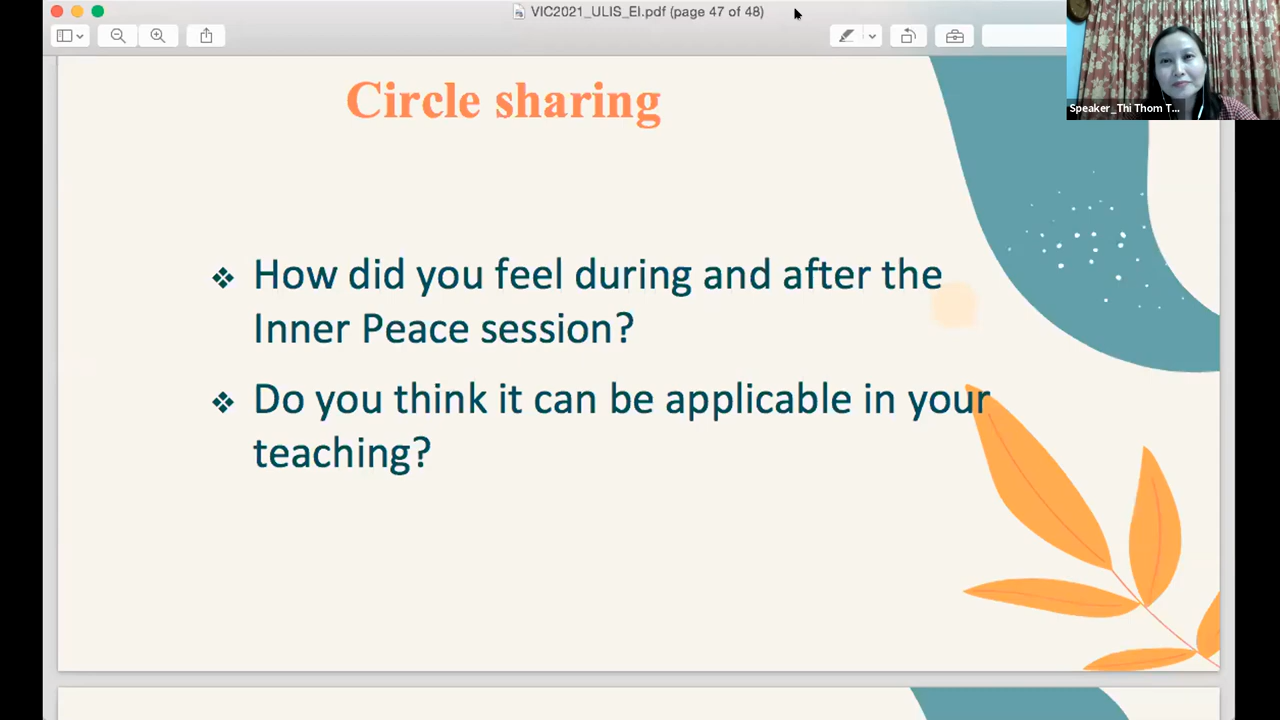 VIC2021_ULIS_EI.pdf (page 47 of 48)
Speaker_Thi Thom T...
Circle sharing
❖ How did you feel during and after the
Inner Peace session?
❖ Do you think it can be applicable in your
teaching?